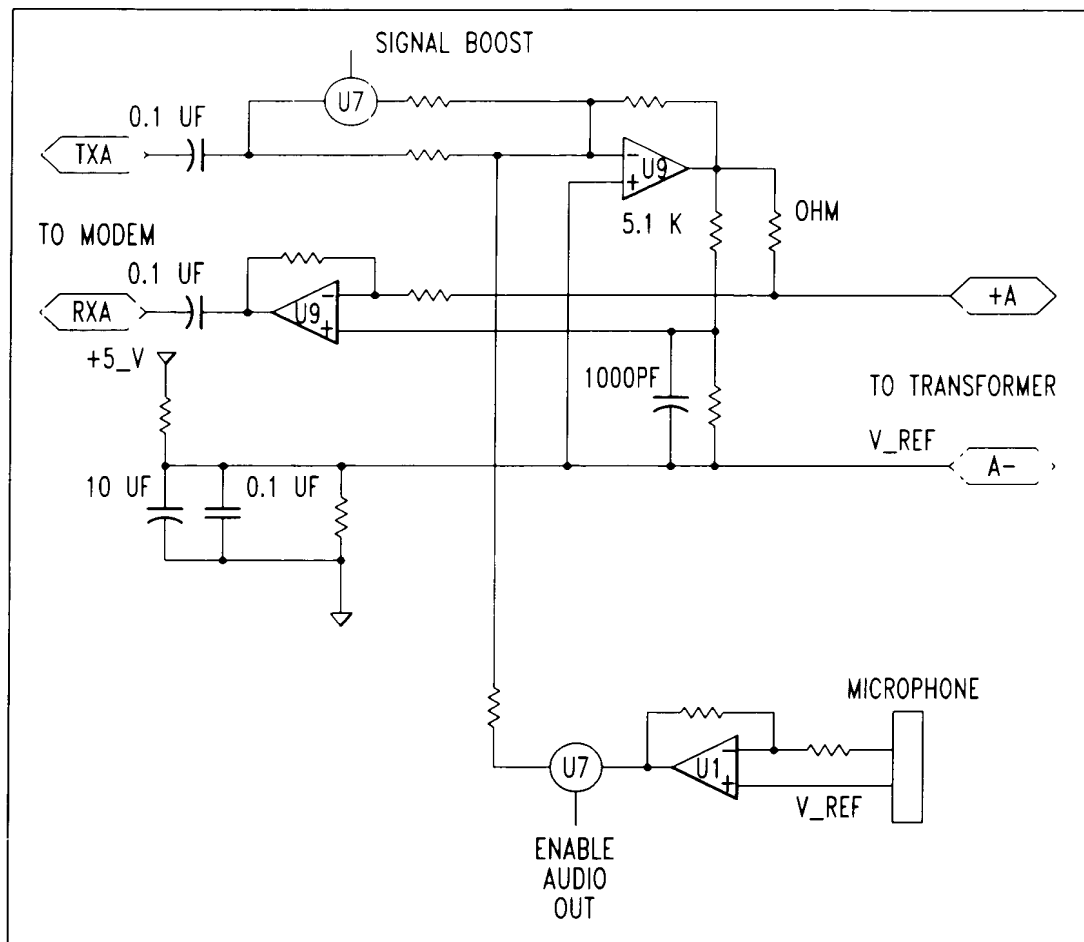 SIGNAL BOOST
U7
0.1 UF
TXA
-
U9
+
5.1 K
OHM
TO MODEM
0.1 UF
RXA
-
U9
+
+A
+5_V
1000PF
TO TRANSFORMER
V_REF
A-
10 UF
0.1 UF
MICROPHONE
U7
-
U1
+
V_REF
ENABLE
AUDIO
OUT